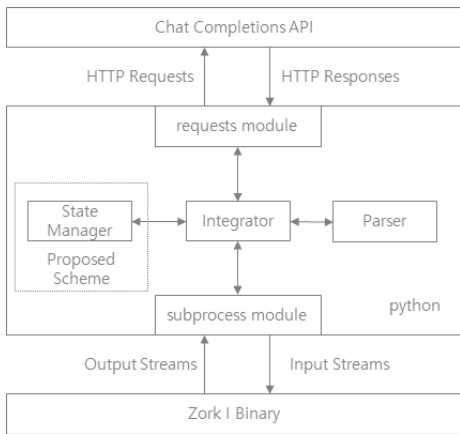 Chat Completions API
HTTP Requests
HTTP Responses
requests module
State
Manager
Integrator
Parser
Proposed
Scheme
subprocess module
python
Output Streams
Input Streams
Zork I Binary